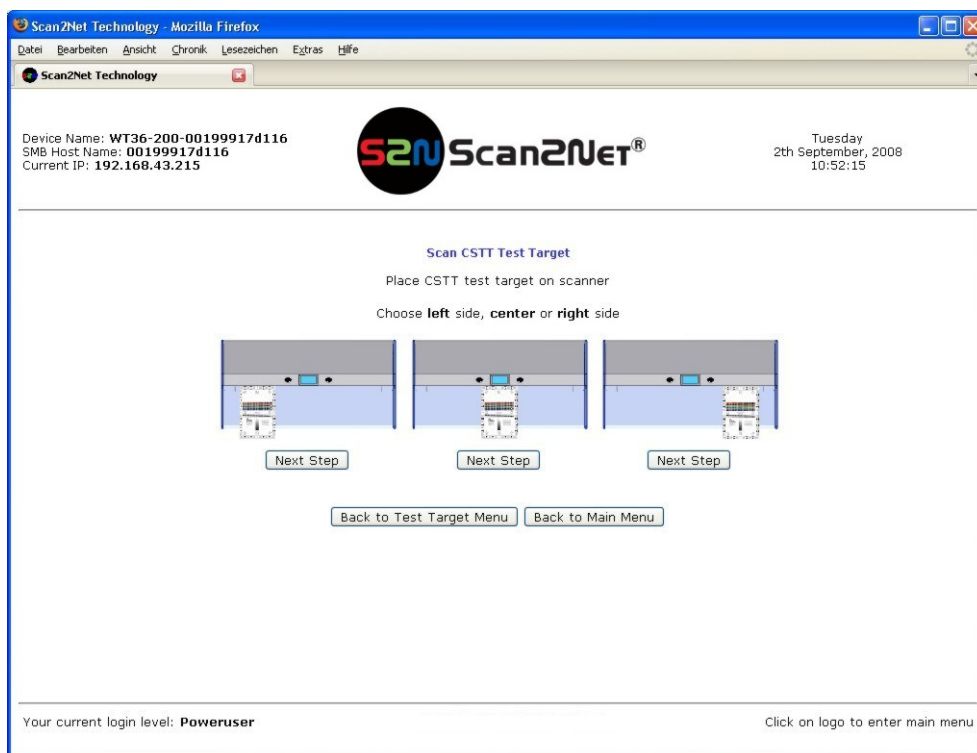 Scan2Net Technology - Mozilla Firefox
Datei Bearbeiten Ansicht Chronik Lesezeichen Extras Hilfe
Scan2Net Technology
Device Name: WT36-200-00199917d116
SMB Host Name: 00199917d116
Current IP: 192.168.43.215
S2N Scan2Net®
Tuesday
2th September, 2008
10:52:15
Scan CSTT Test Target
Place CSTT test target on scanner
Choose left side, center or right side
Next Step Next Step Next Step
Back to Test Target Menu Back to Main Menu
Your current login level: Poweruser
Click on logo to enter main menu